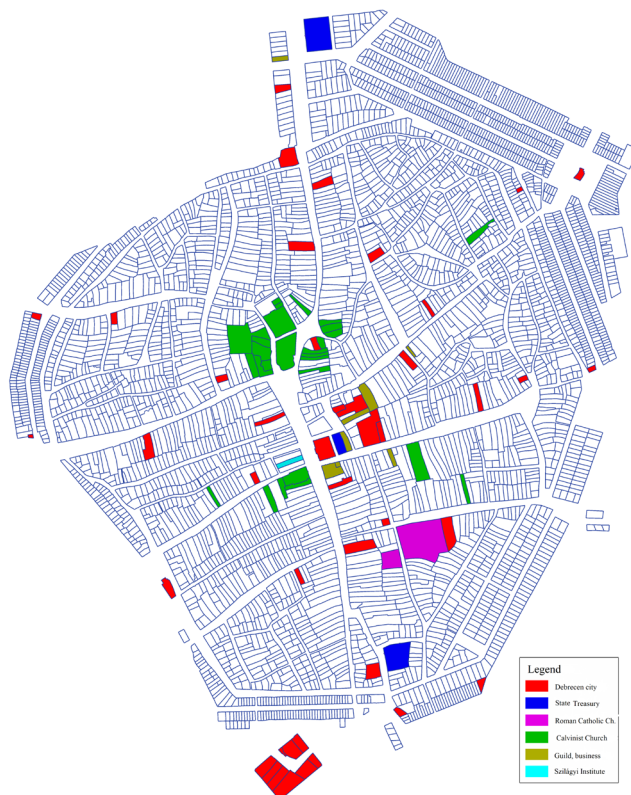 Legend
Debrecen city
State Treasury
Roman Catholic Ch.
Calvinist Church
Guild, business
Szilágyi Institute